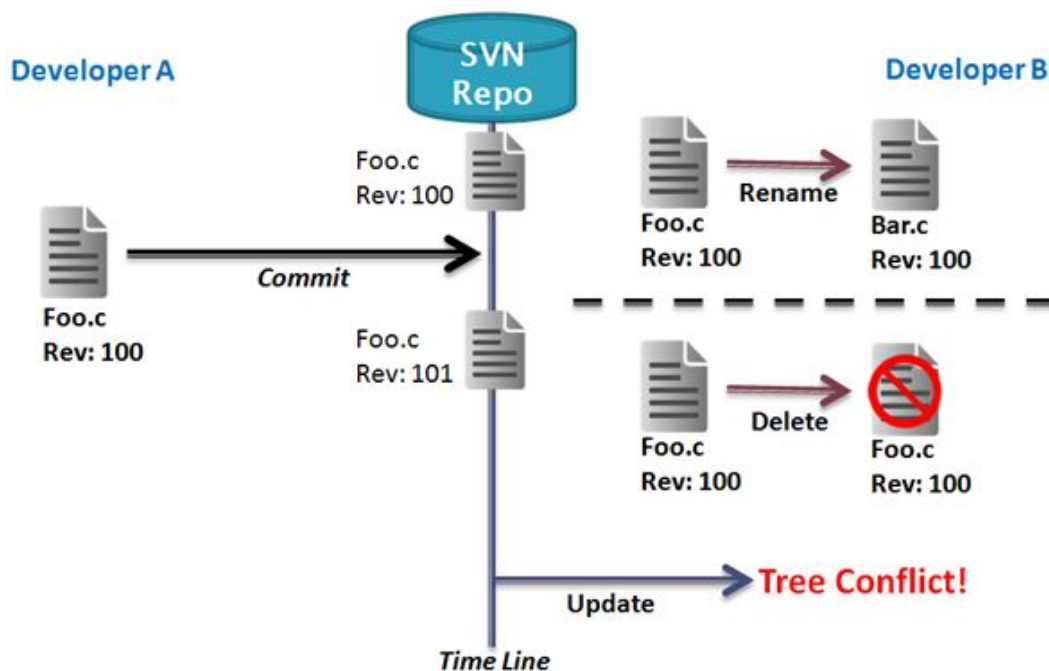 Developer A
SVN
Repo
Developer B
Foo.c
Rev: 100
Foo.c
Rev: 100
Rename
Bar.c
Rev: 100
Commit
Foo.c
Rev: 100
Foo.c
Rev: 101
Foo.c
Rev: 100
Delete
Foo.c
Rev: 100
Update
Tree Conflict!
Time Line